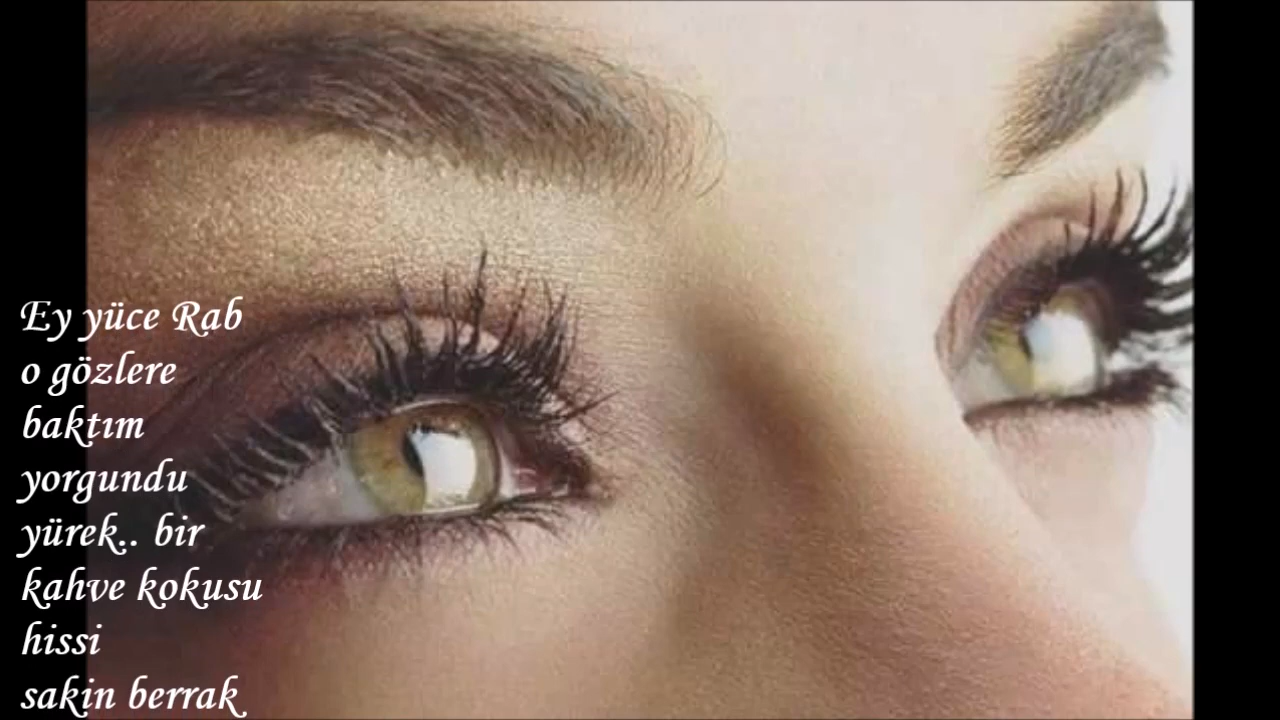 Ey yüce Rab
o gözlere
baktım
yorgundu
yürek.. bir
kahve kokusu
hissi
sakin berrak